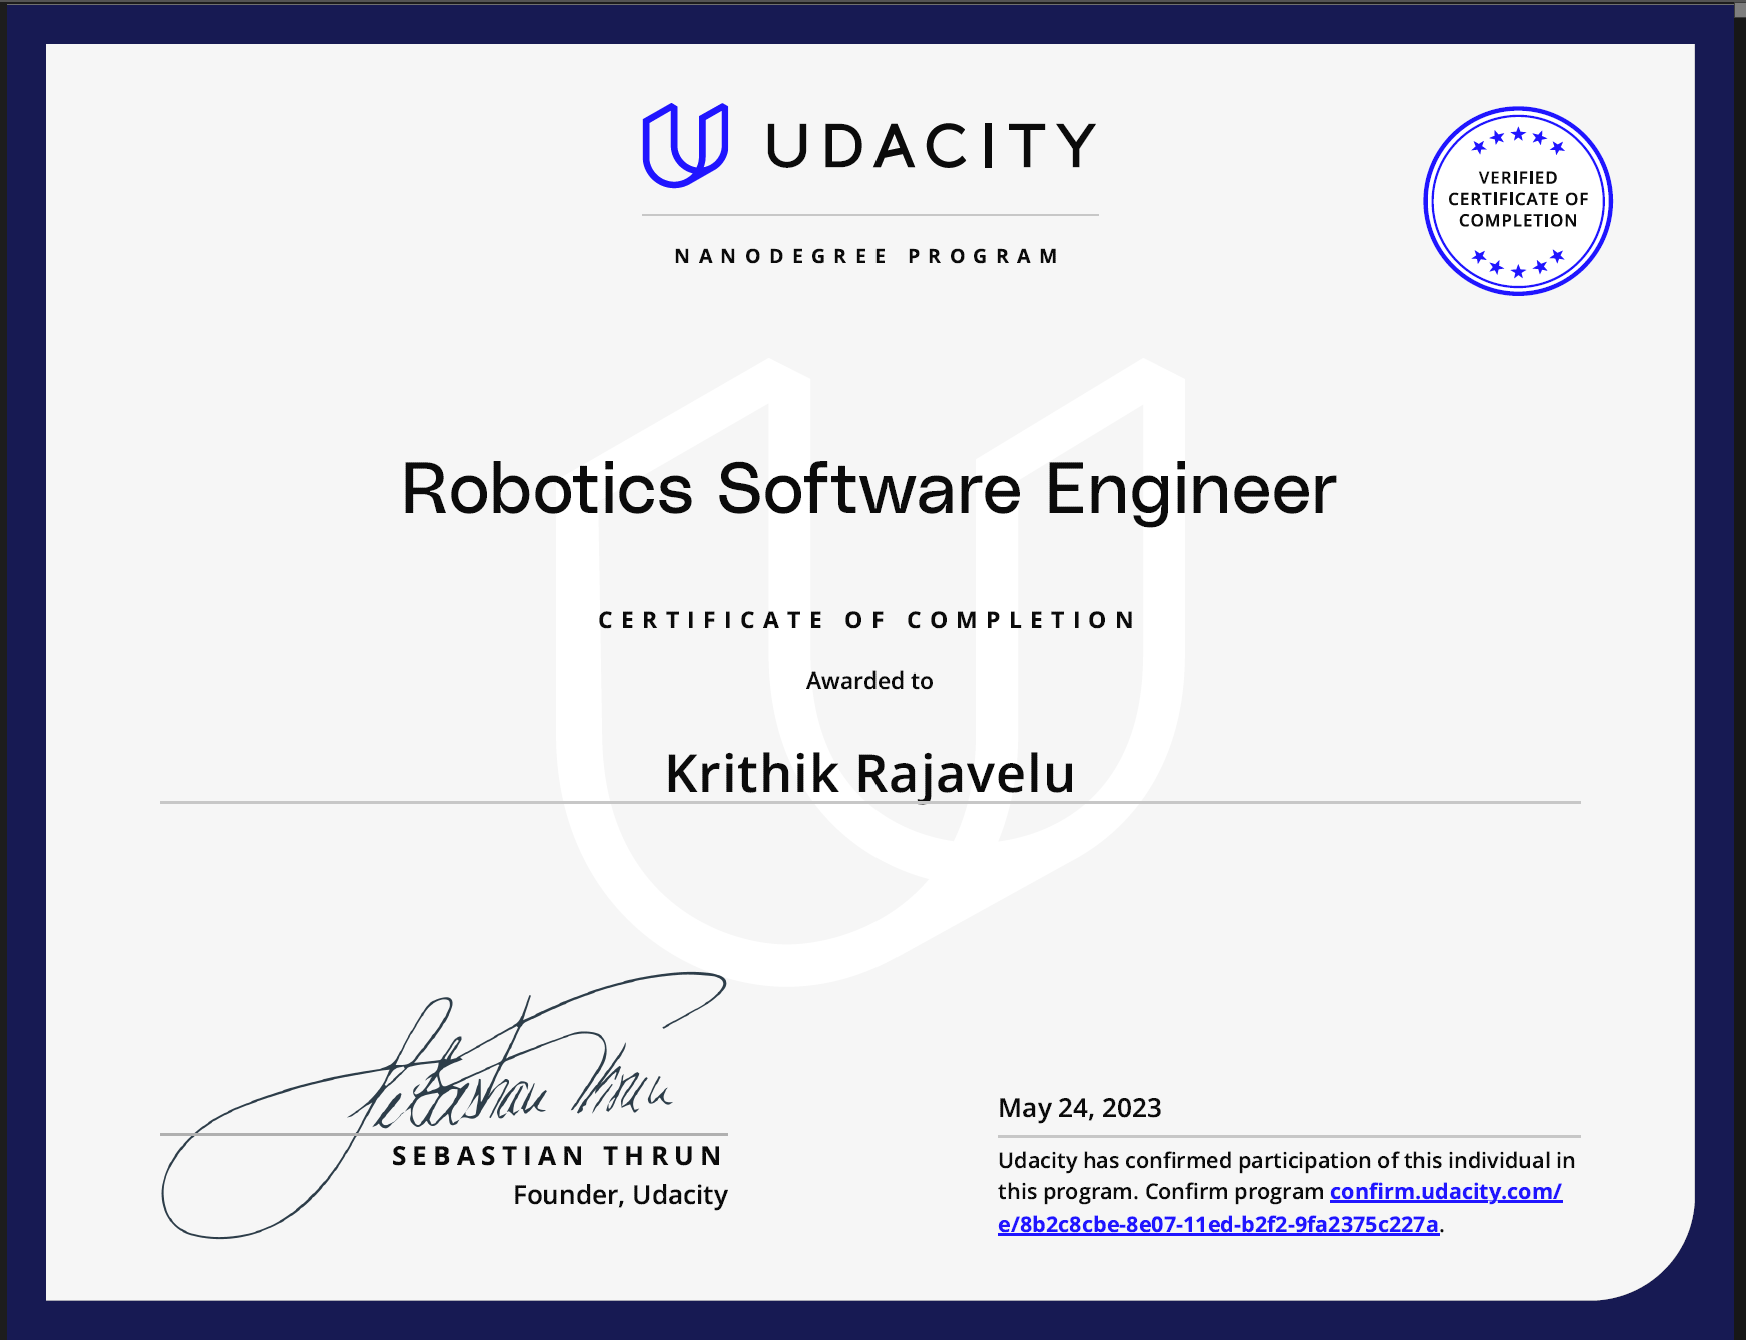 UDACITY
NANODEGREE PROGRAM
VERIFIED
CERTIFICATE OF
COMPLETION
Robotics Software Engineer
CERTIFICATE OF COMPLETION
Awarded to
Krithik Rajavelu
Sebastian Thrun
SEBASTIAN THRUN
Founder, Udacity
May 24, 2023
Udacity has confirmed participation of this individual in
this program. Confirm program confirm.udacity.com/
e/8b2c8cbe-8e07-11ed-b2f2-9fa2375c227a.